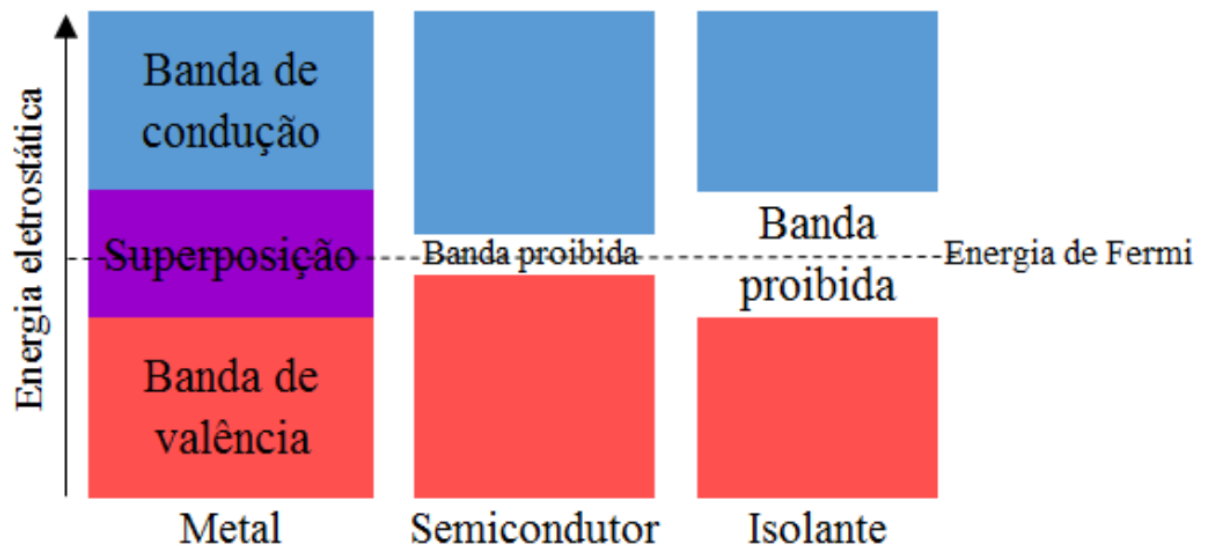 Energia eletrostática
Banda de
condução
Superposição
Banda de
valência
Metal
Banda proibida
Semicondutor
Banda
proibida
Isolante
Energia de Fermi